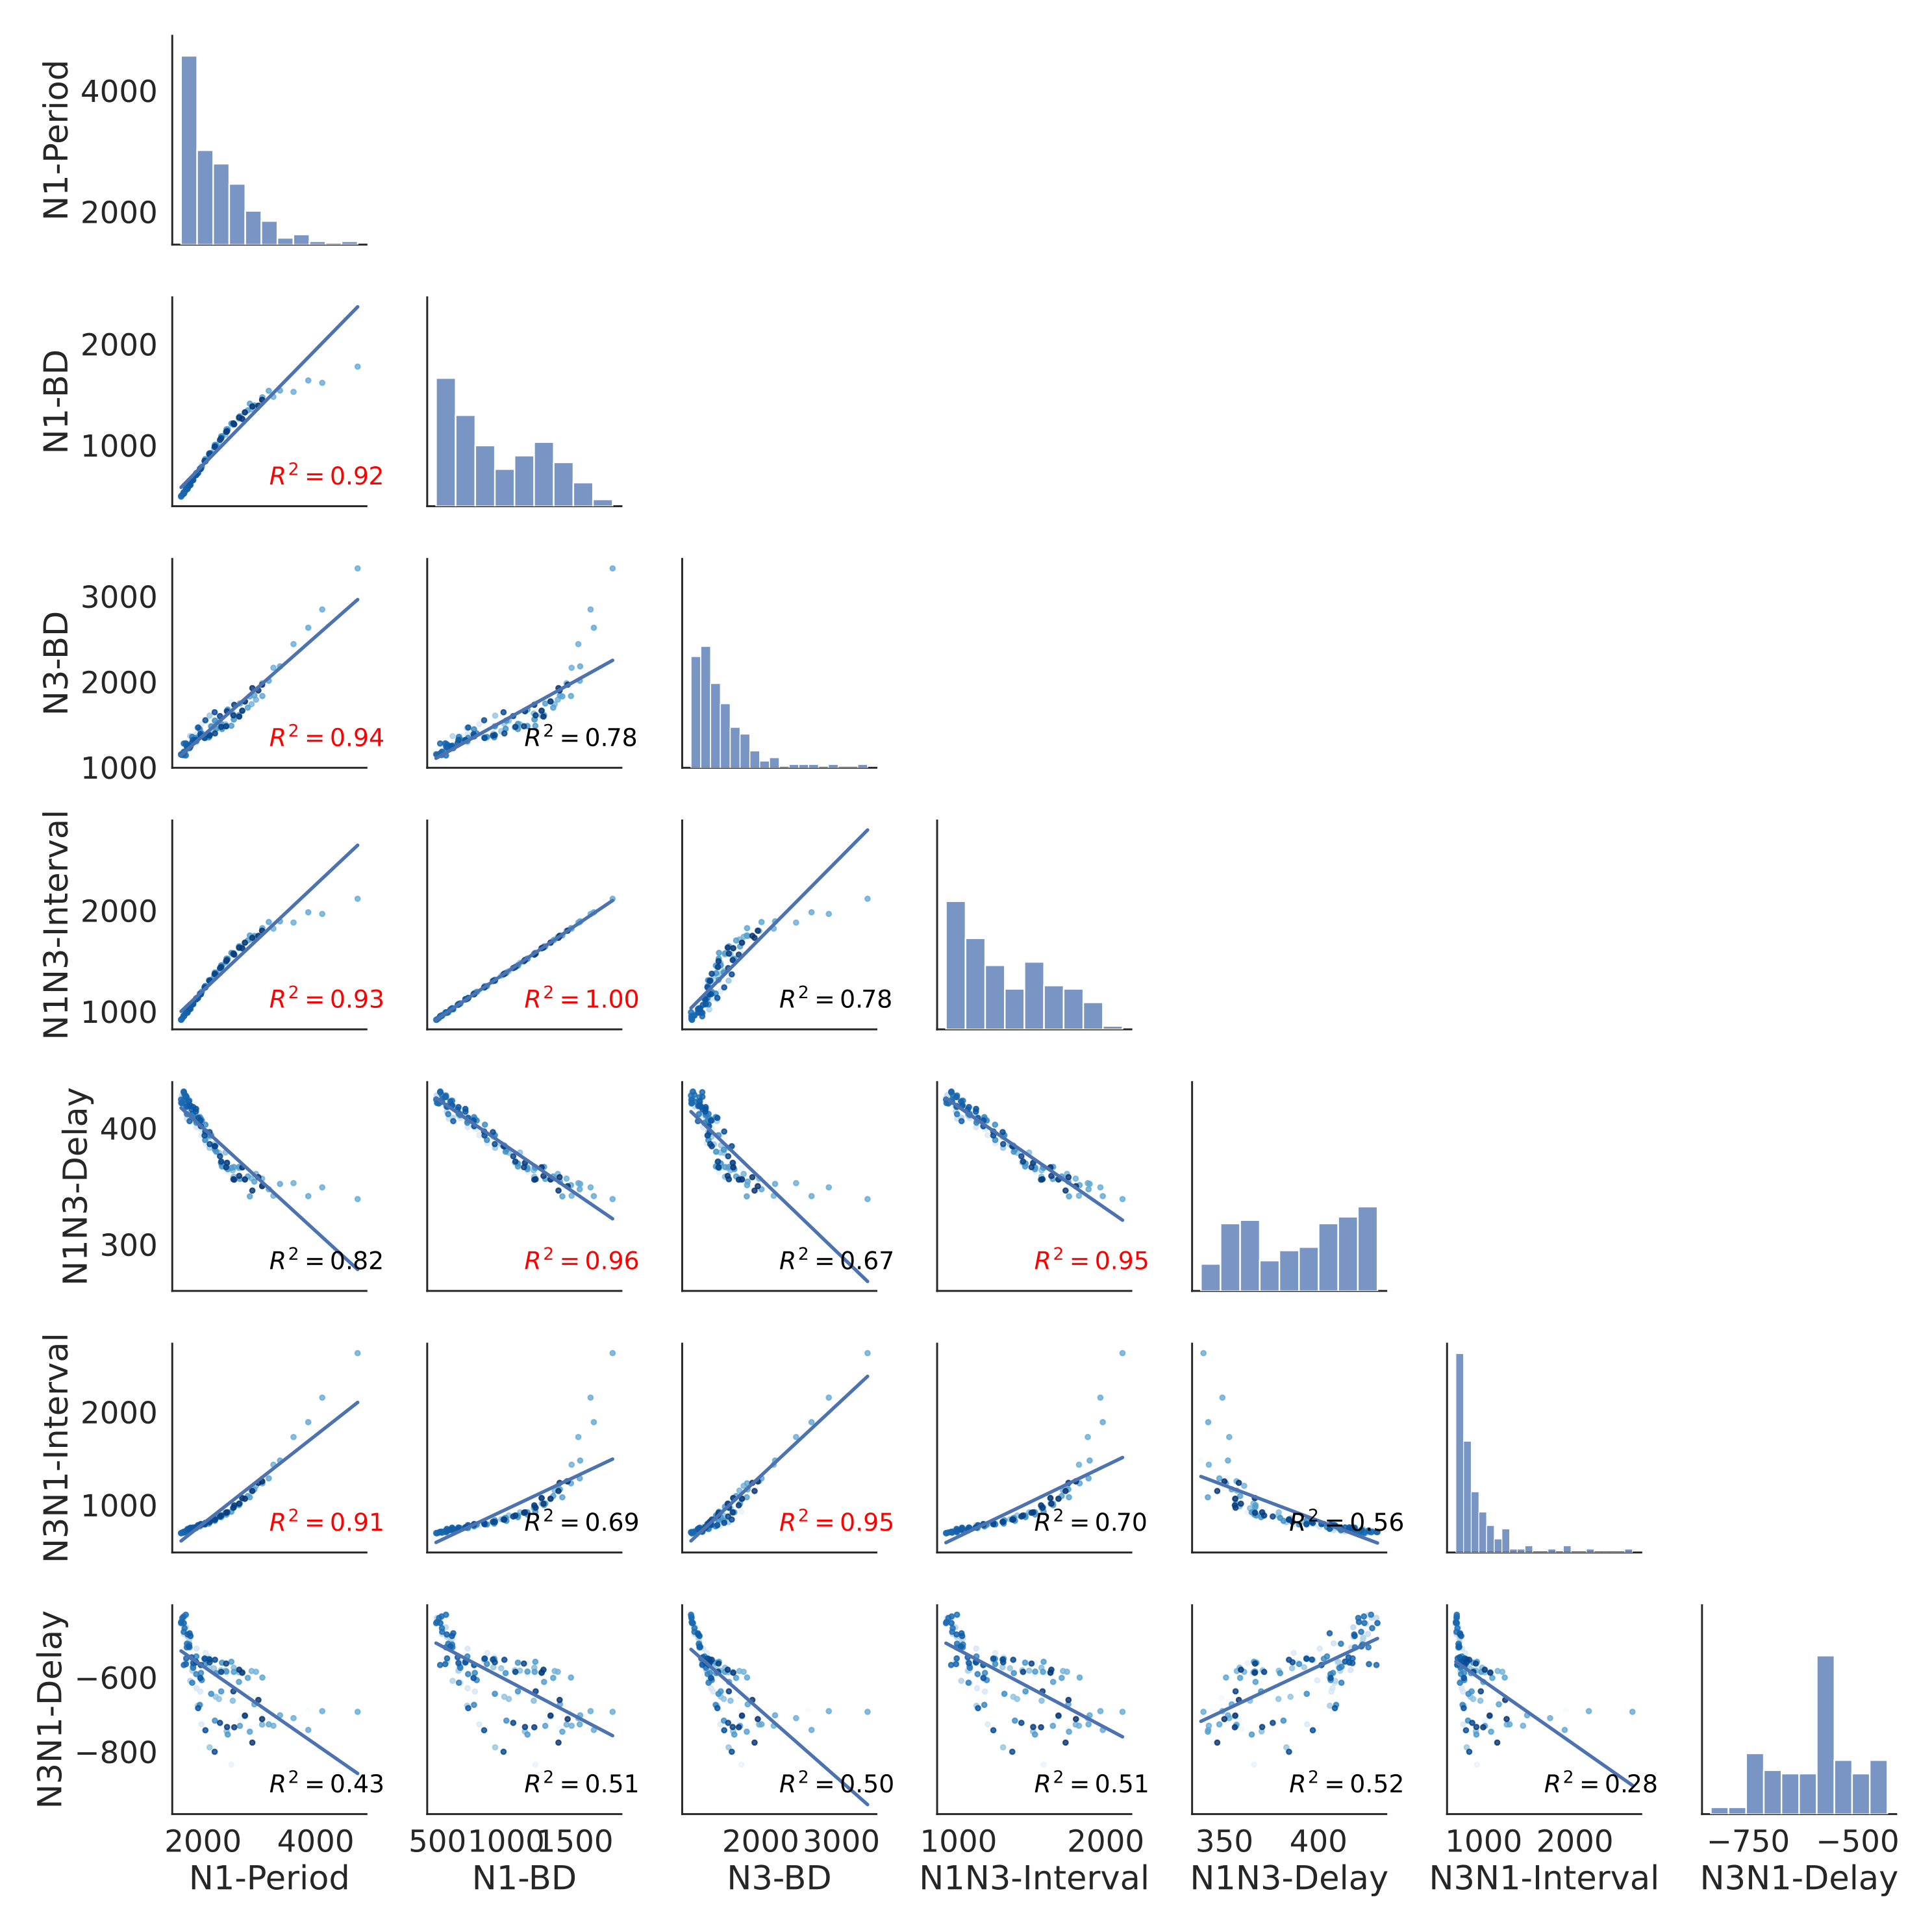 N1-Period
4000
2000
N1-BD
2000
1000
R² = 0.92
N3-BD
3000
2000
1000
R² = 0.94
R² = 0.78
N1N3-Interval
2000
1000
R² = 0.93
R² = 1.00
R² = 0.78
N1N3-Delay
400
300
R² = 0.82
R² = 0.96
R² = 0.67
R² = 0.95
N3N1-Interval
2000
1000
R² = 0.91
R² = 0.69
R² = 0.95
R² = 0.70
R² = 0.56
N3N1-Delay
−600
−800
R² = 0.43
R² = 0.51
R² = 0.50
R² = 0.51
R² = 0.52
R² = 0.28
2000 4000 500 1000 1500 2000 3000 1000 2000 350 400 1000 2000 −750 −500
N1-Period N1-BD N3-BD N1N3-Interval N1N3-Delay N3N1-Interval N3N1-Delay